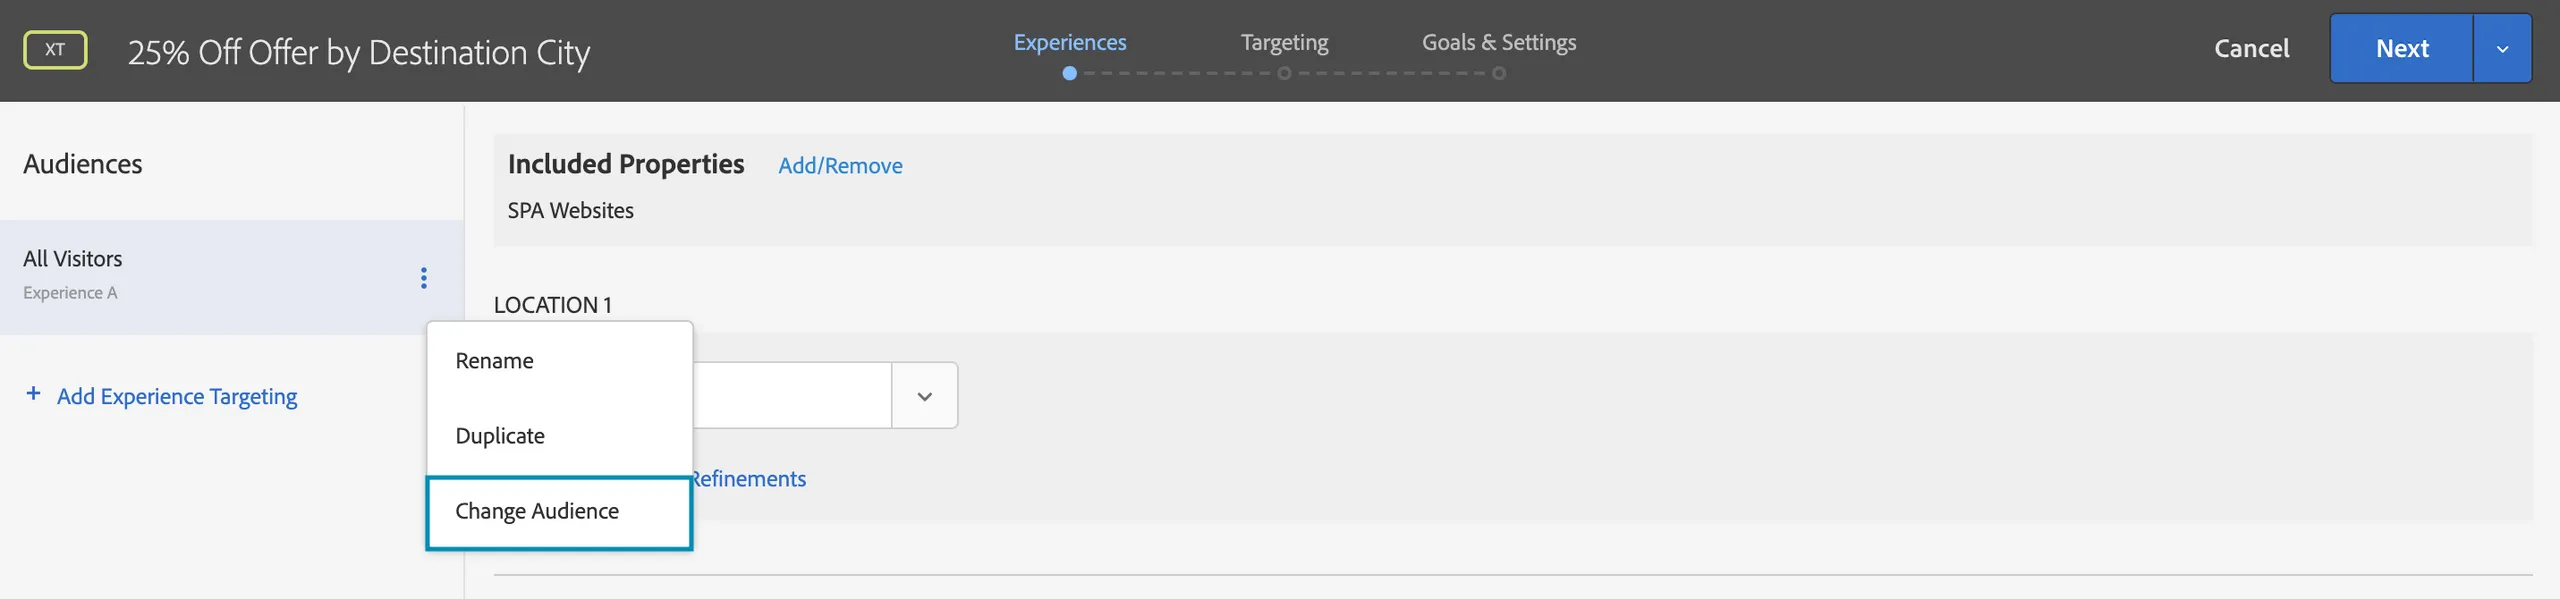 XT
25% Off Offer by Destination City
Experiences
Targeting
Goals & Settings
Cancel
Next
Audiences
All Visitors
Experience A
+ Add Experience Targeting
Included Properties Add/Remove
SPA Websites
LOCATION 1
Rename
Duplicate
Change Audience
Refinements